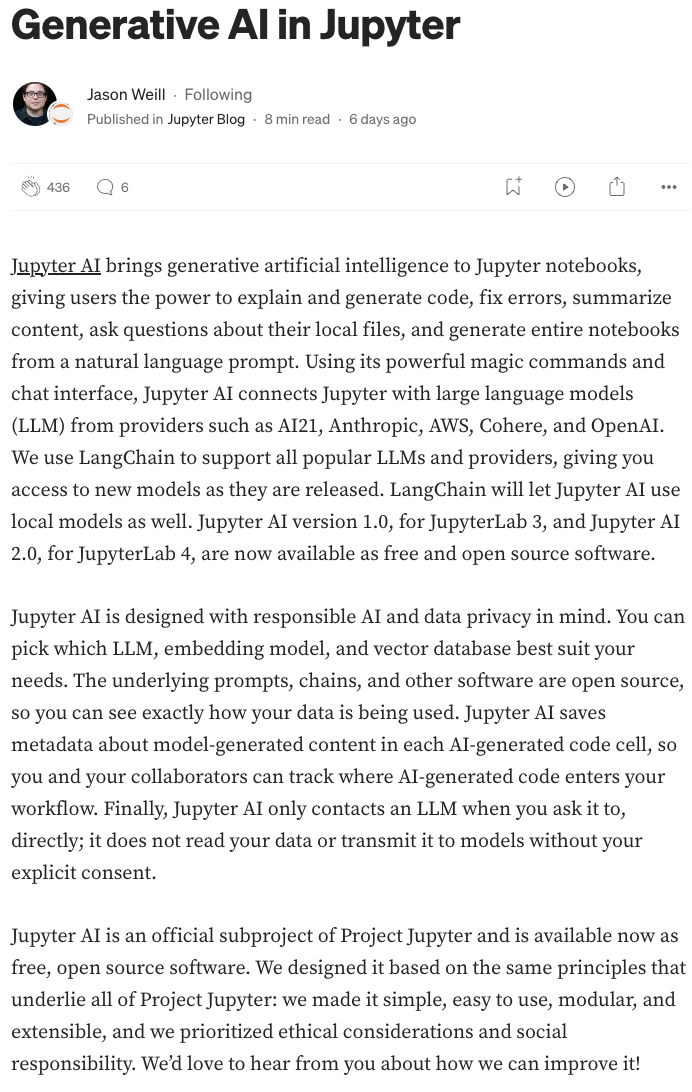 Generative AI in Jupyter
Jason Weill · Following
Published in Jupyter Blog · 8 min read · 6 days ago
436 6
Jupyter AI brings generative artificial intelligence to Jupyter notebooks,
giving users the power to explain and generate code, fix errors, summarize
content, ask questions about their local files, and generate entire notebooks
from a natural language prompt. Using its powerful magic commands and
chat interface, Jupyter AI connects Jupyter with large language models
(LLM) from providers such as AI21, Anthropic, AWS, Cohere, and OpenAI.
We use LangChain to support all popular LLMs and providers, giving you
access to new models as they are released. LangChain will let Jupyter AI use
local models as well. Jupyter AI version 1.0, for JupyterLab 3, and Jupyter AI
2.0, for JupyterLab 4, are now available as free and open source software.
Jupyter AI is designed with responsible AI and data privacy in mind. You can
pick which LLM, embedding model, and vector database best suit your
needs. The underlying prompts, chains, and other software are open source,
so you can see exactly how your data is being used. Jupyter AI saves
metadata about model-generated content in each AI-generated code cell, so
you and your collaborators can track where AI-generated code enters your
workflow. Finally, Jupyter AI only contacts an LLM when you ask it to,
directly; it does not read your data or transmit it to models without your
explicit consent.
Jupyter AI is an official subproject of Project Jupyter and is available now as
free, open source software. We designed it based on the same principles that
underlie all of Project Jupyter: we made it simple, easy to use, modular, and
extensible, and we prioritized ethical considerations and social
responsibility. We’d love to hear from you about how we can improve it!